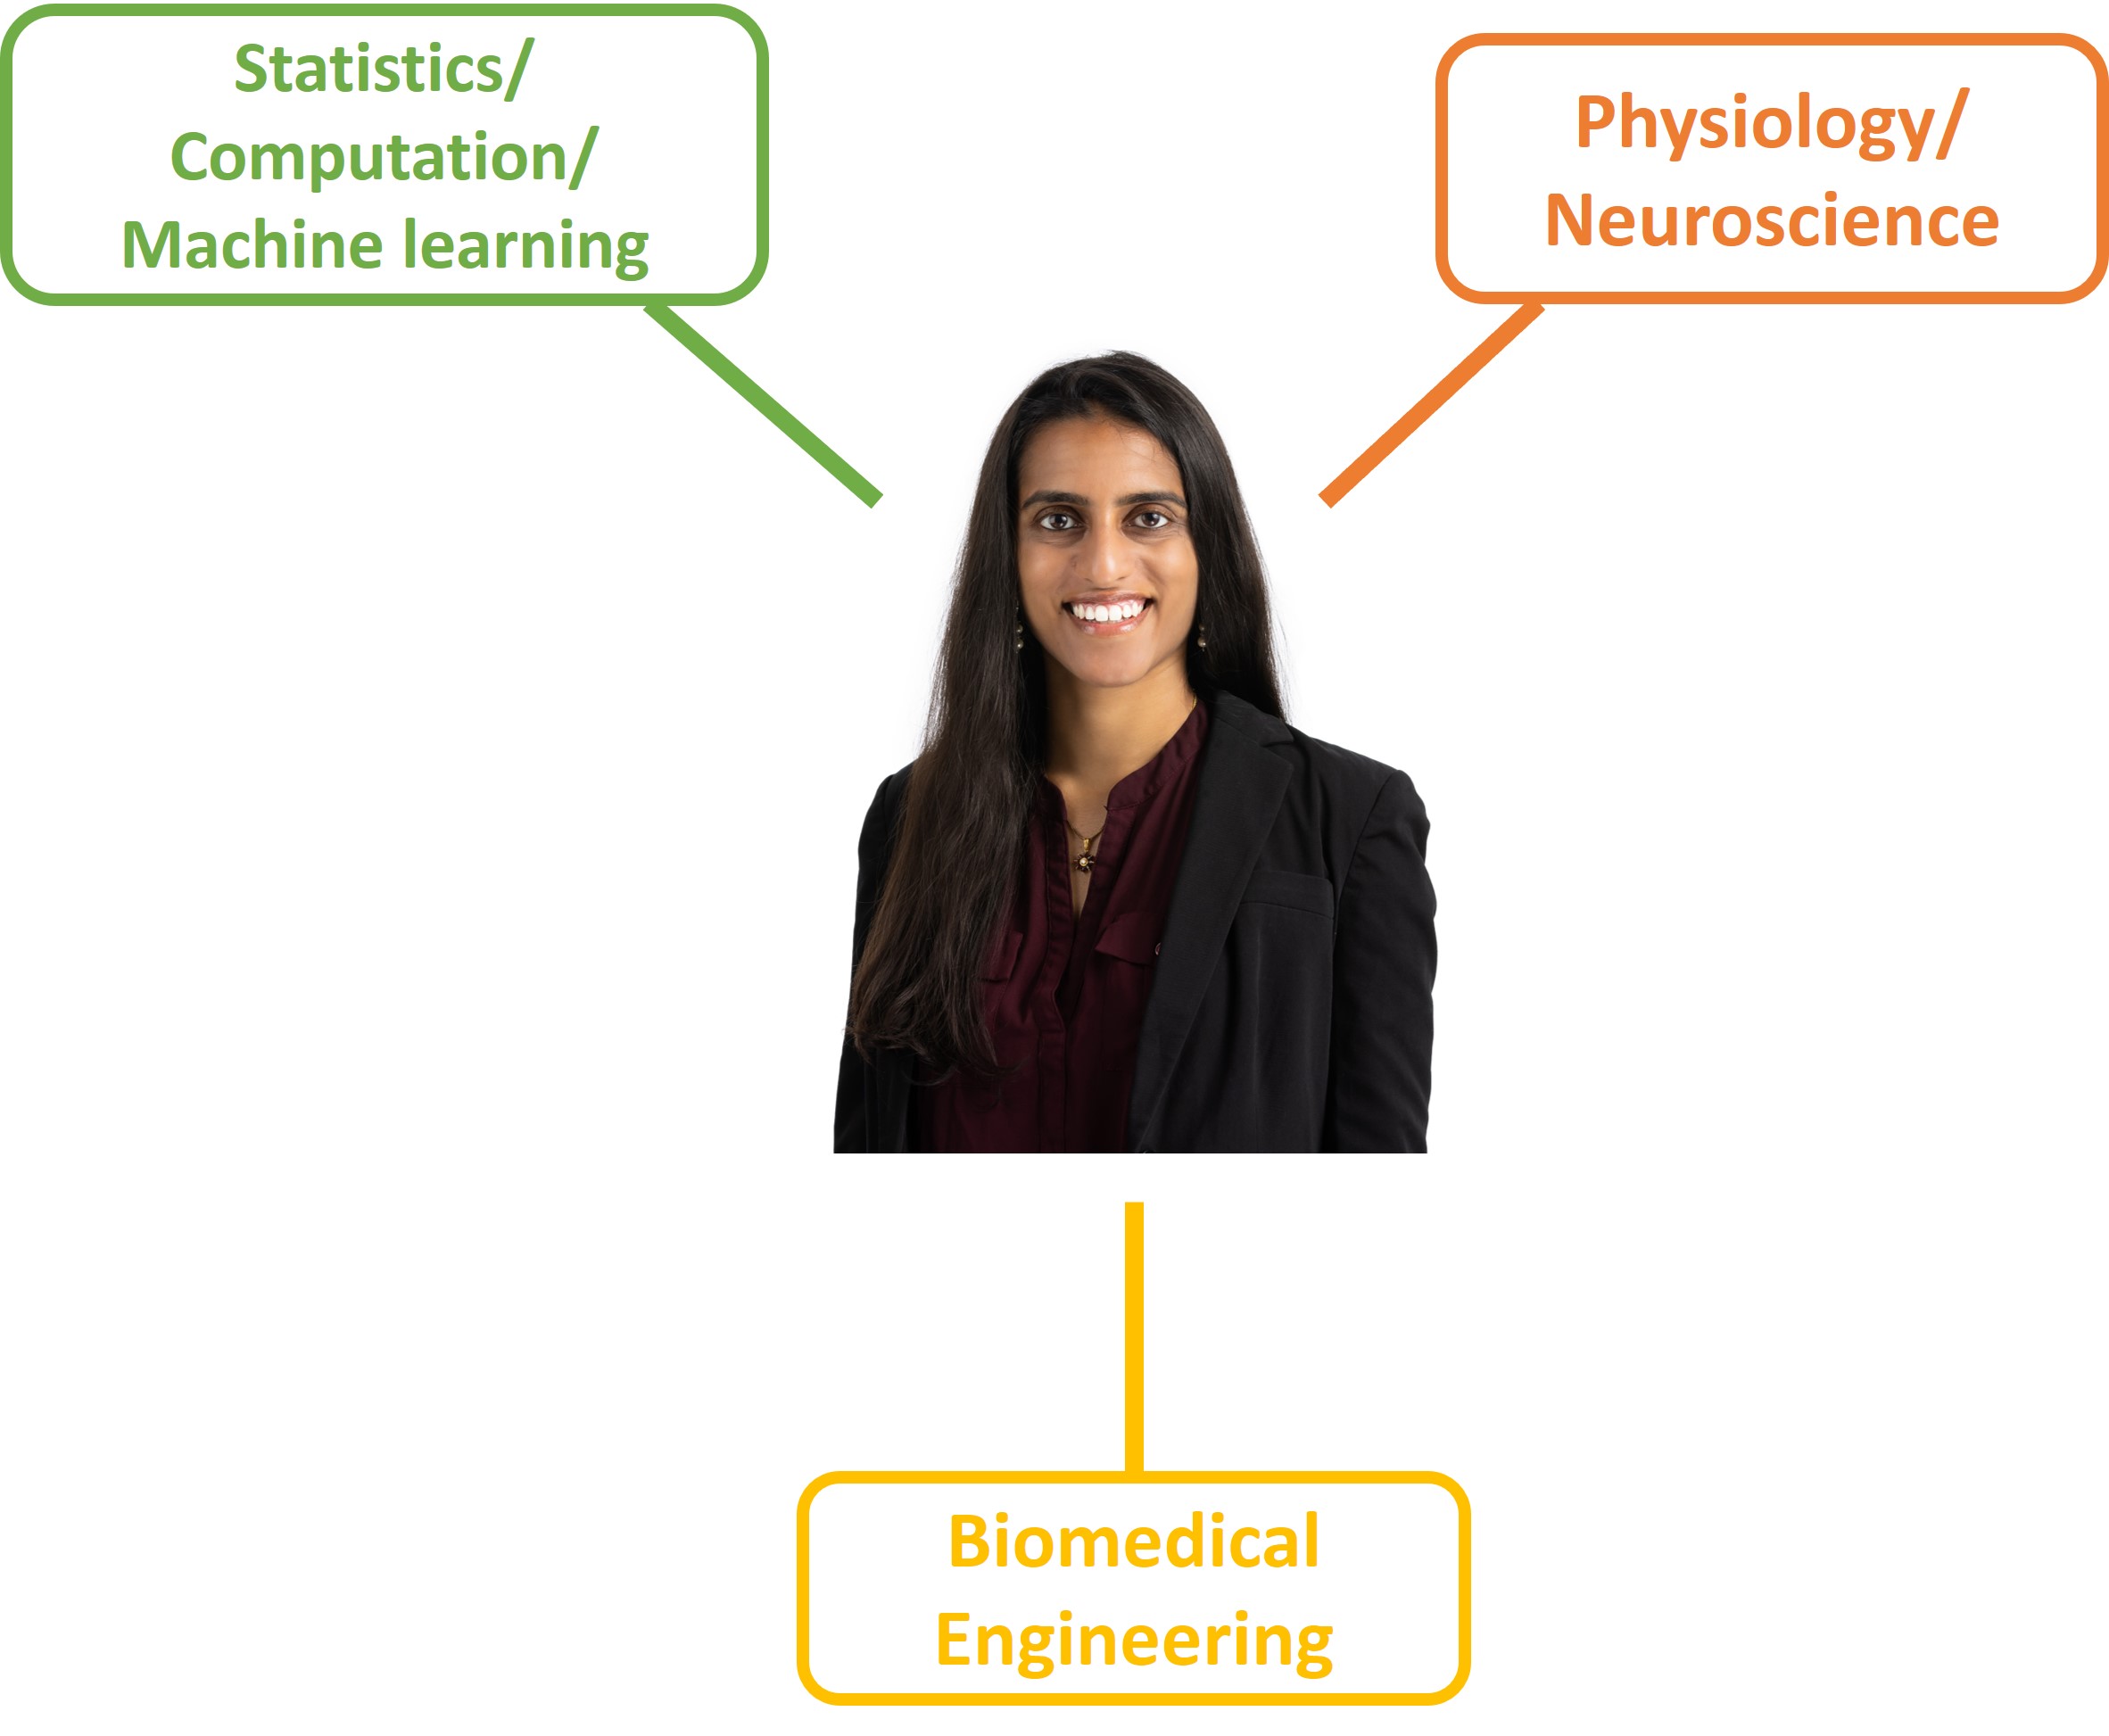 Statistics/
Computation/
Machine learning
Physiology/
Neuroscience
Biomedical
Engineering